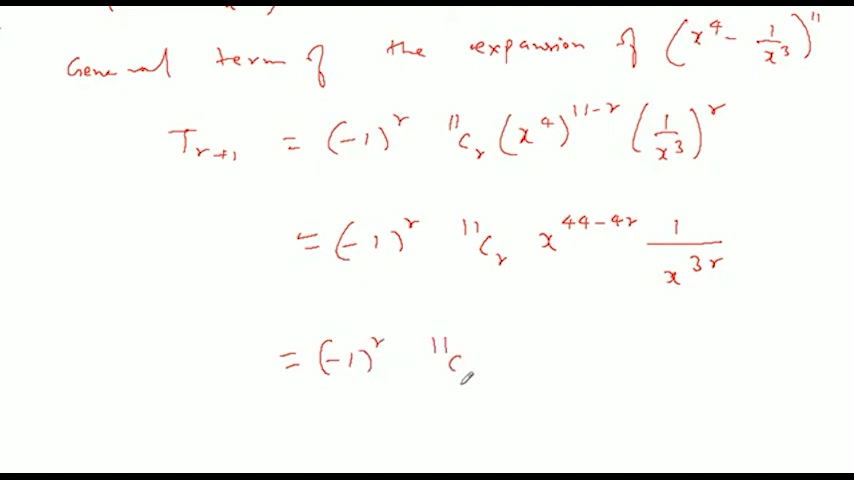 General term of the expansion of (x⁴ - 1/x³)¹¹
Tᵣ₊₁ = (-1)ʳ ¹¹Cᵣ (x⁴)¹¹⁻ʳ (1/x³)ʳ
= (-1)ʳ ¹¹Cᵣ x⁴⁴⁻⁴ʳ 1/x³ʳ
= (-1)ʳ ¹¹C